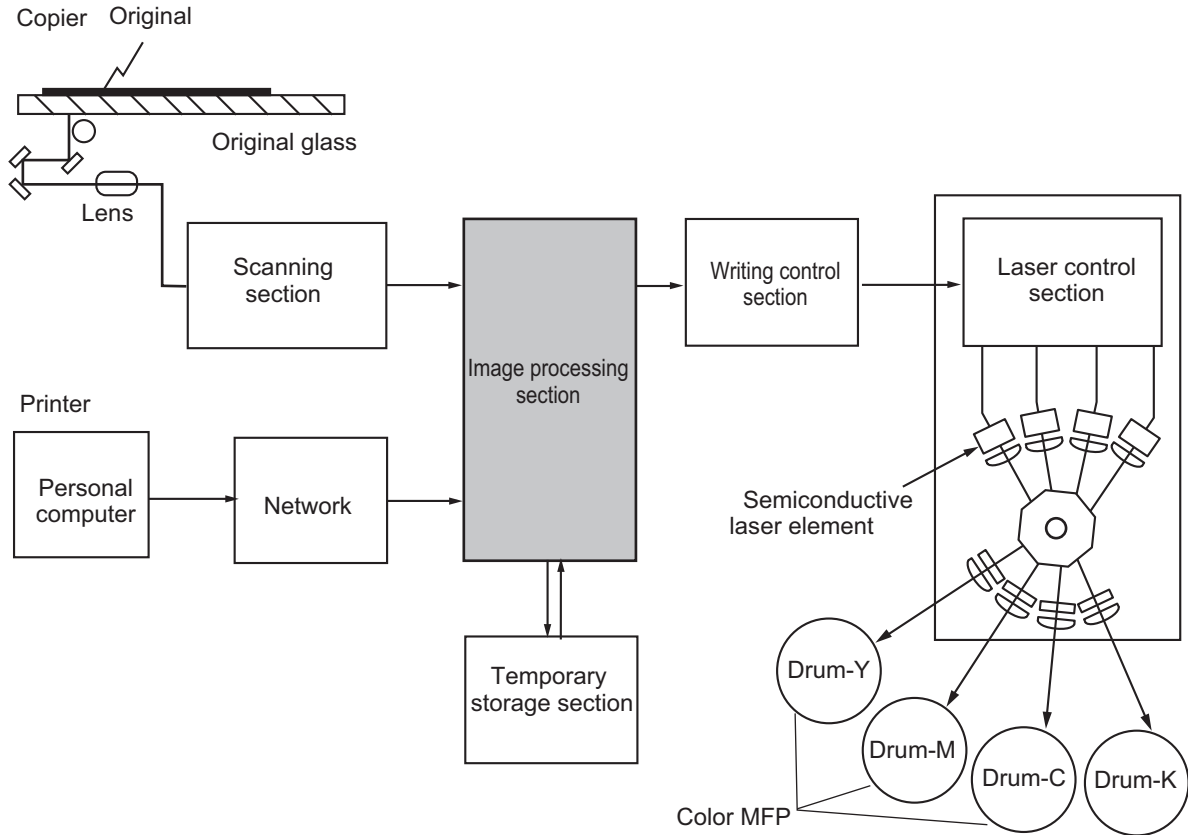 Copier
Original
Original glass
Lens
Scanning
section
Image processing
section
Writing control
section
Laser control
section
Printer
Personal
computer
Network
Semiconductive
laser element
Temporary
storage section
Drum-Y
Drum-M
Drum-C
Drum-K
Color MFP